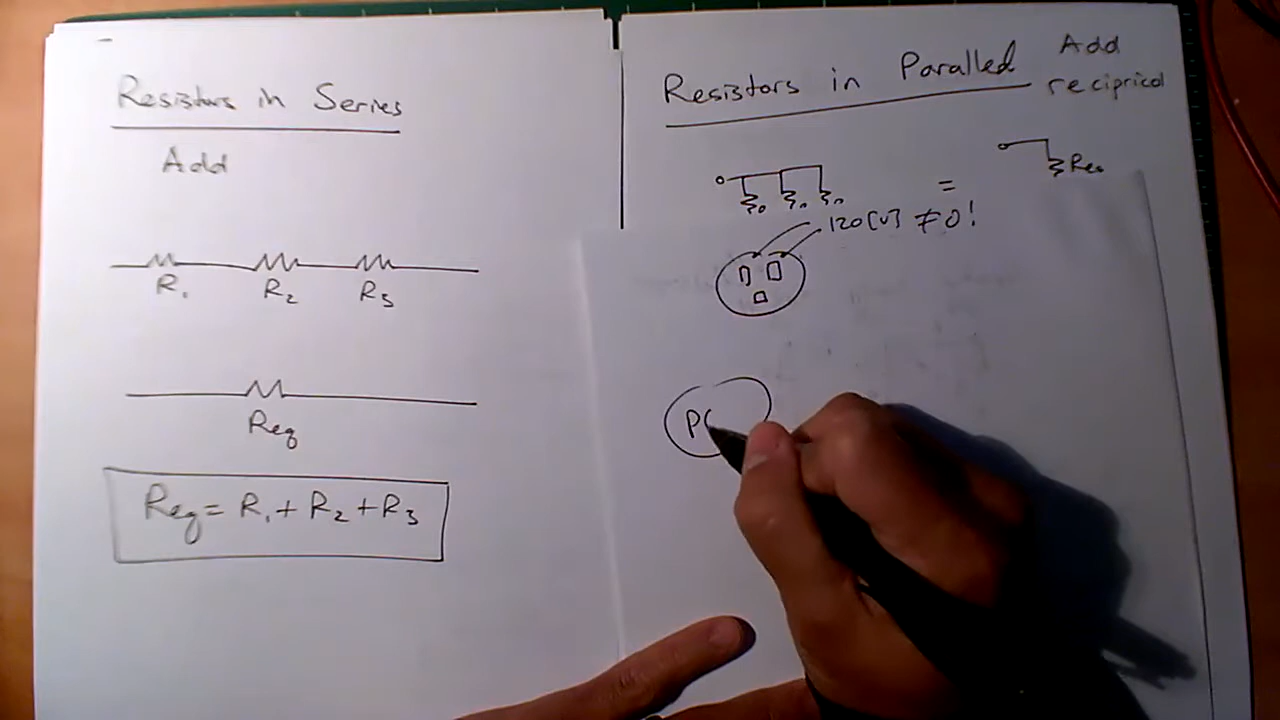 Resistors in Series
Add
R1 R2 R3
Req
Req = R1 + R2 + R3
Resistors in Paralled
Add
reciprical
=
Req
120[V] ≠ 0!
PC